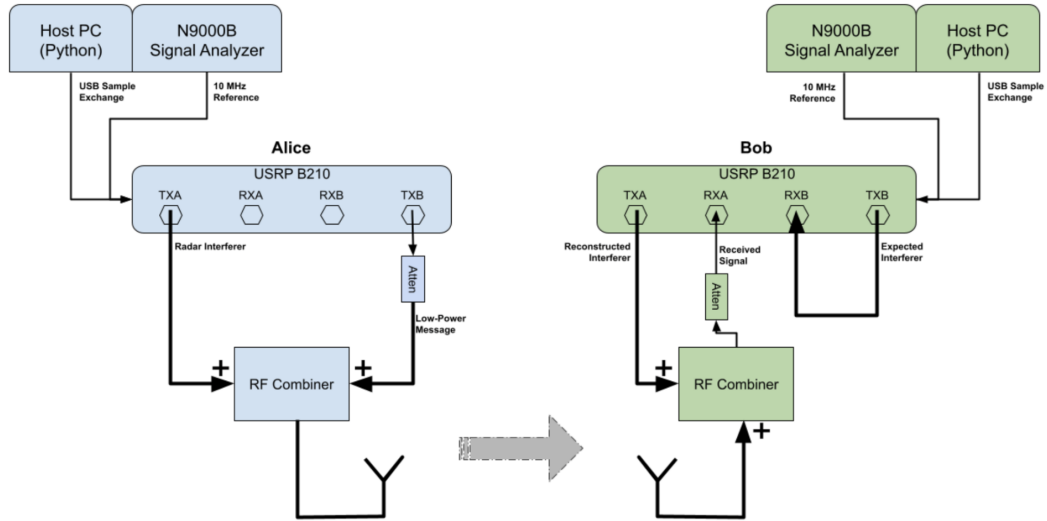 Host PC
(Python)
N9000B
Signal Analyzer
USB Sample
Exchange
10 MHz
Reference
Alice
USRP B210
TXA
RXA
RXB
TXB
Radar Interferer
Atten
Low-Power
Message
+
+
RF Combiner
N9000B
Signal Analyzer
Host PC
(Python)
10 MHz
Reference
USB Sample
Exchange
Bob
USRP B210
TXA
RXA
RXB
TXB
Reconstructed
Interferer
Received
Signal
Expected
Interferer
Atten
+
RF Combiner
+